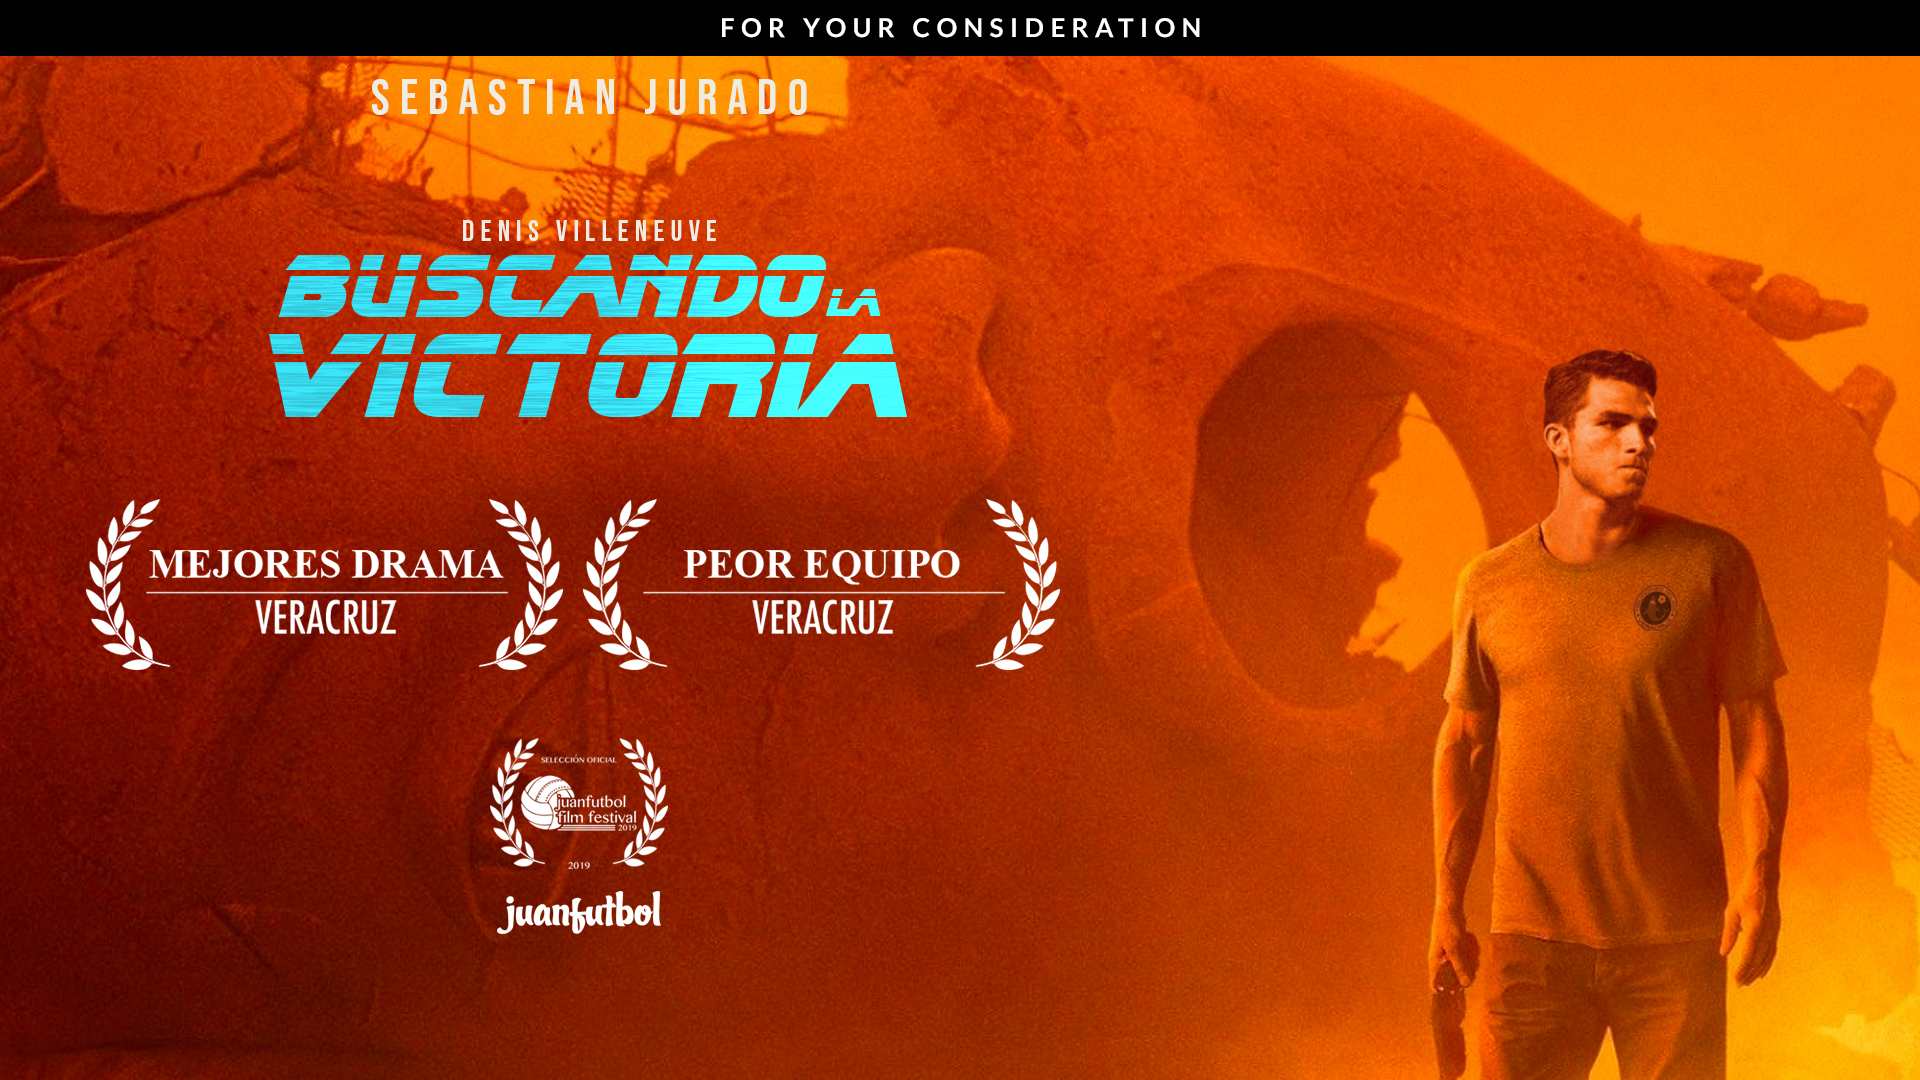 FOR YOUR CONSIDERATION
SEBASTIAN JURADO
DENIS VILLENEUVE
BUSCANDO LA
VICTORIA
MEJORES DRAMA
VERACRUZ
PEOR EQUIPO
VERACRUZ
SELECCIÓN OFICIAL
juanfutbol
film festival
2019
2019
juanfutbol